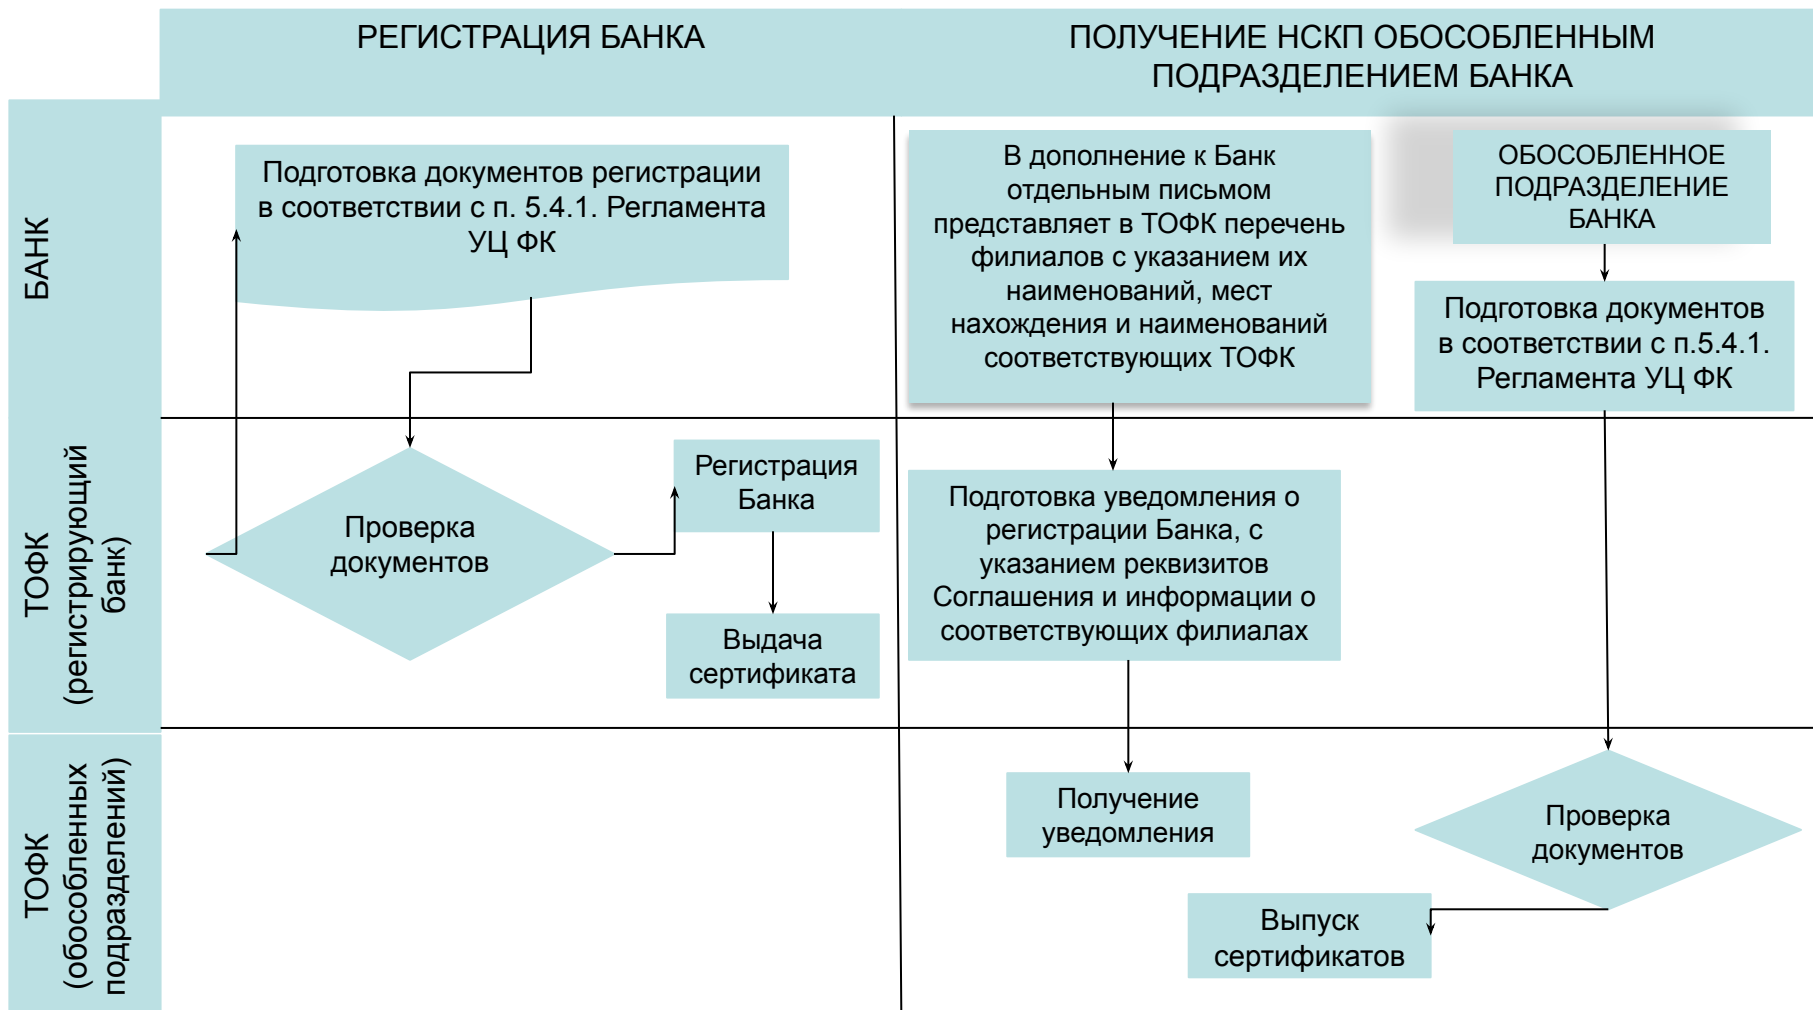 РЕГИСТРАЦИЯ БАНКА
ПОЛУЧЕНИЕ НСКП ОБОСОБЛЕННЫМ
ПОДРАЗДЕЛЕНИЕМ БАНКА
БАНК
Подготовка документов регистрации
в соответствии с п. 5.4.1. Регламента
УЦ ФК
В дополнение к Банк
отдельным письмом
представляет в ТОФК перечень
филиалов с указанием их
наименований, мест
нахождения и наименований
соответствующих ТОФК
ОБОСОБЛЕННОЕ
ПОДРАЗДЕЛЕНИЕ
БАНКА
Подготовка документов
в соответствии с п.5.4.1.
Регламента УЦ ФК
ТОФК
(регистрирующий
банк)
Проверка
документов
Регистрация
Банка
Выдача
сертификата
Подготовка уведомления о
регистрации Банка, с
указанием реквизитов
Соглашения и информации о
соответствующих филиалах
ТОФК
(обособленных
подразделений)
Получение
уведомления
Проверка
документов
Выпуск
сертификатов